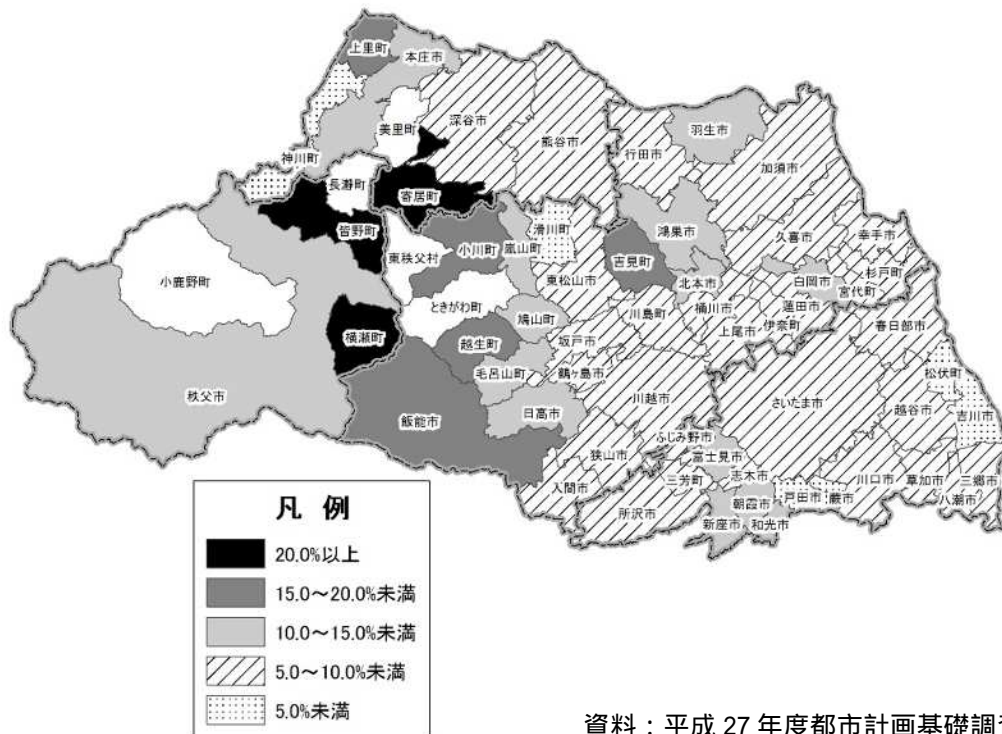 上里町
本庄市
美里町
深谷市
熊谷市
神川町
長瀞町
寄居町
皆野町
行田市
羽生市
加須市
滑川町
嵐山町
小川町
東秩父村
吉見町
鴻巣市
久喜市
幸手市
杉戸町
小鹿野町
東松山市
北本市
白岡市
宮代町
ときがわ町
鳩山町
川島町
桶川市
蓮田市
横瀬町
越生町
坂戸市
上尾市
伊奈町
春日部市
毛呂山町
鶴ヶ島市
松伏町
秩父市
飯能市
日高市
川越市
さいたま市
越谷市
吉川市
ふじみ野市
狭山市
富士見市
入間市
三芳町
志木市
川口市
草加市
三郷市
所沢市
朝霞市
戸田市
蕨市
八潮市
新座市
和光市
凡 例
20.0%以上
15.0～20.0%未満
10.0～15.0%未満
5.0～10.0%未満
5.0%未満
資料：平成 27 年度都市計画基礎調